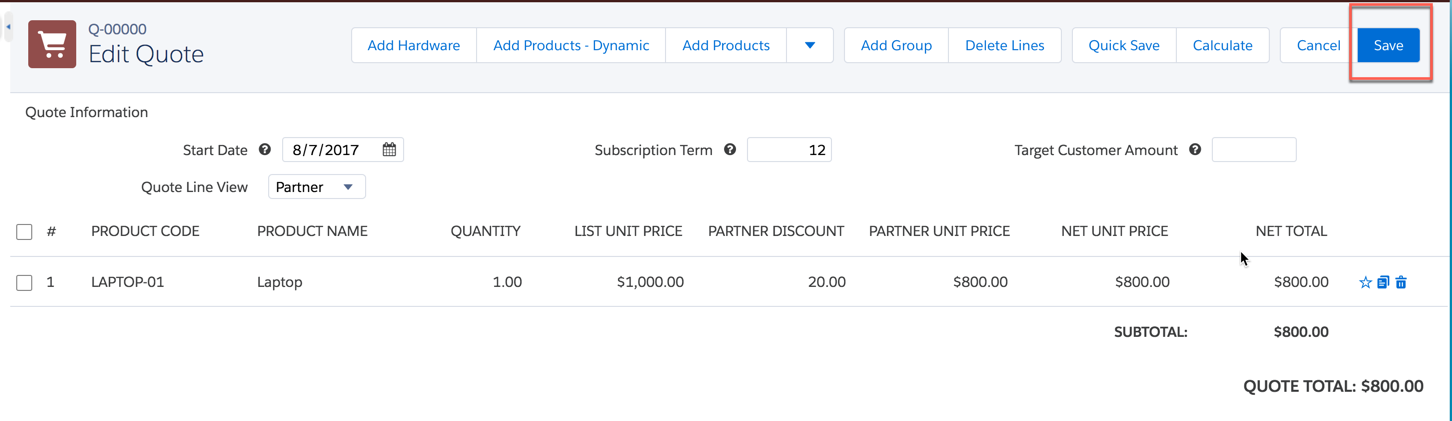 Q-00000
Edit Quote
Add Hardware Add Products - Dynamic Add Products Add Group Delete Lines Quick Save Calculate Cancel Save
Quote Information
Start Date 8/7/2017 Subscription Term 12 Target Customer Amount
Quote Line View Partner
# PRODUCT CODE PRODUCT NAME QUANTITY LIST UNIT PRICE PARTNER DISCOUNT PARTNER UNIT PRICE NET UNIT PRICE NET TOTAL
1 LAPTOP-01 Laptop 1.00 $1,000.00 20.00 $800.00 $800.00 $800.00
SUBTOTAL: $800.00
QUOTE TOTAL: $800.00